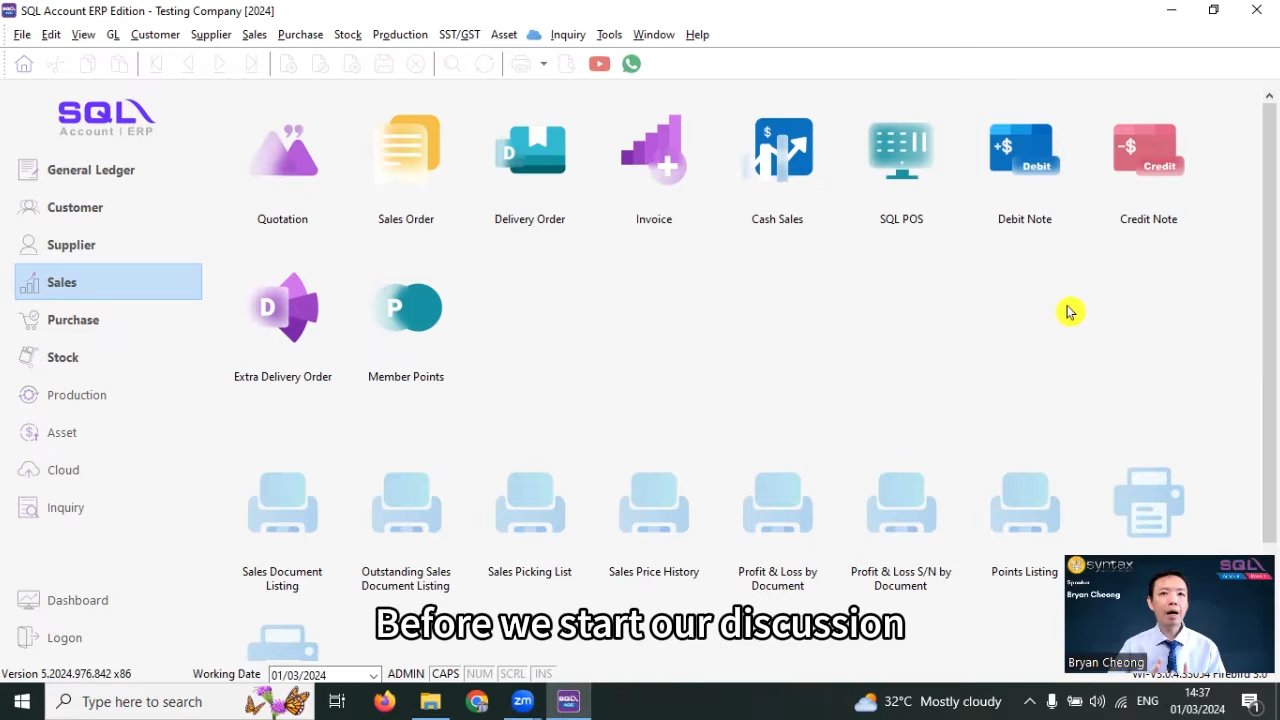 SQL Account ERP Edition - Testing Company [2024]
File Edit View GL Customer Supplier Sales Purchase Stock Production SST/GST Asset Inquiry Tools Window Help
SQL
Account | ERP
General Ledger
Customer
Supplier
Sales
Purchase
Stock
Production
Asset
Cloud
Inquiry
Dashboard
Logon
D
$
+$
Debit
-$
Credit
Quotation
Sales Order
Delivery Order
Invoice
Cash Sales
SQL POS
Debit Note
Credit Note
D
P
Extra Delivery Order
Member Points
Sales Document
Listing
Outstanding Sales
Document Listing
Sales Picking List
Sales Price History
Profit & Loss by
Document
Profit & Loss S/N by
Document
Points Listing
Before we start our discussion
syntax
SQL
Speaker
Bryan Cheong
Bryan Cheong
Version 5.2024.976.842 x86
Working Date
01/03/2024
ADMIN
CAPS
NUM
SCRL
INS
Type here to search
zm
SQL
32°C Mostly cloudy
ENG
14:37
01/03/2024
1